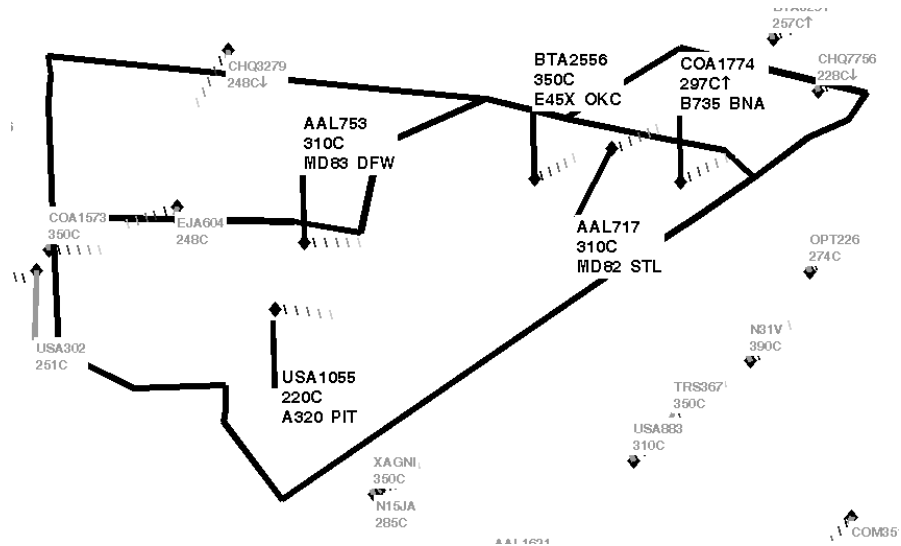 257C↑
CHQ3279
248C↓
BTA2556
350C
E45X OKC
COA1774
297C↑
B735 BNA
CHQ7756
228C↓
AAL753
310C
MD83 DFW
COA1573
350C
EJA604
248C
AAL717
310C
MD82 STL
OPT226
274C
USA302
251C
N31V
390C
USA1055
220C
A320 PIT
TRS367
350C
USA883
310C
XAGNI
350C
N15JA
285C
COM35